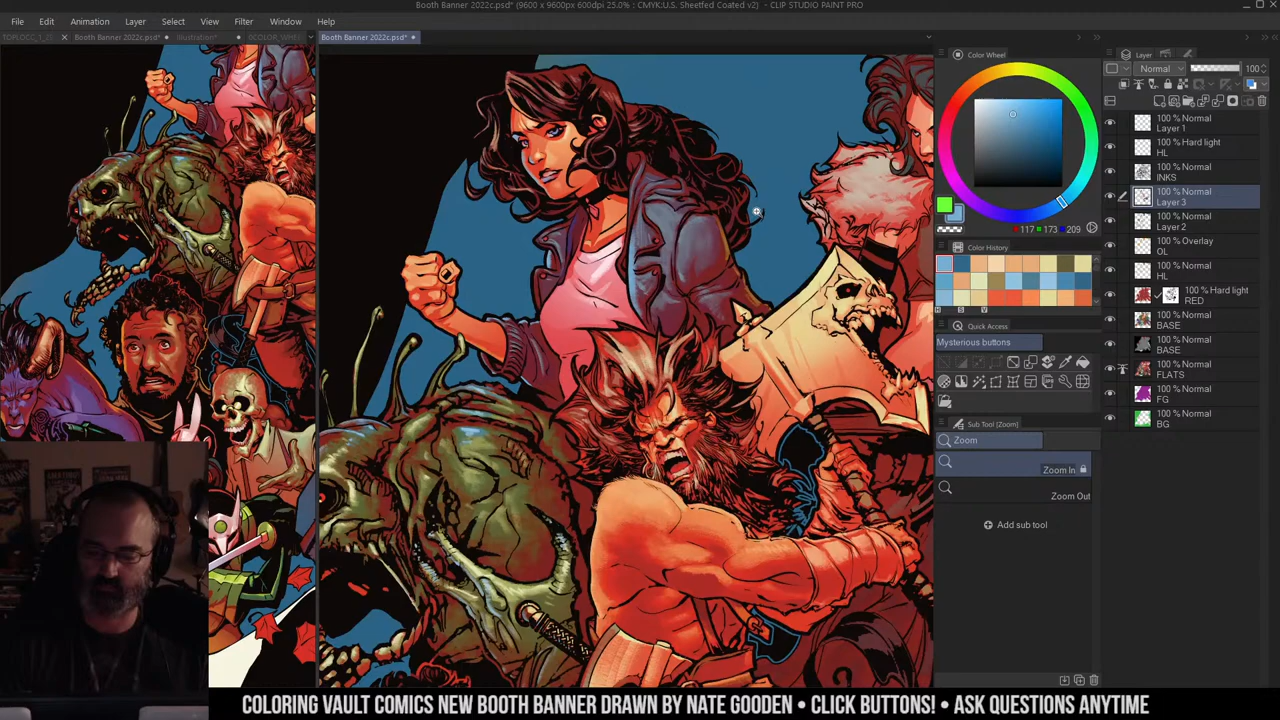 Booth Banner 2022c.psd* (9600 x 9600px 600dpi 25.0% : CMYK:U.S. Sheetfed Coated v2) - CLIP STUDIO PAINT PRO
File Edit Animation Layer Select View Filter Window Help
Booth Banner 2022c.psd* Illustration* Booth Banner 2022c.psd*
Color Wheel
Layer
Normal 100
100 % Normal
Layer 1
100 % Hard light
HL
100 % Normal
INKS
100 % Normal
Layer 3
100 % Normal
Layer 2
100 % Overlay
OL
100 % Normal
HL
100 % Hard light
RED
100 % Normal
BASE
100 % Normal
BASE
100 % Normal
FLATS
100 % Normal
FG
100 % Normal
BG
117 173 209
Color History
H S V
Quick Access
Mysterious buttons
Sub Tool [Zoom]
Zoom
Zoom In
Zoom Out
Add sub tool
COLORING VAULT COMICS NEW BOOTH BANNER DRAWN BY NATE GOODEN • CLICK BUTTONS! • ASK QUESTIONS ANYTIME